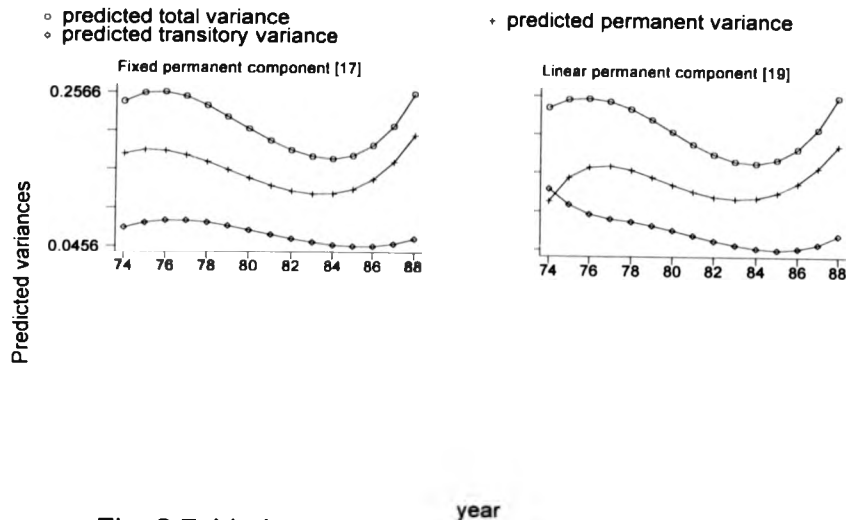 predicted total variance
predicted transitory variance
predicted permanent variance
Fixed permanent component [17]
Linear permanent component [19]
0.2566
0.0456
Predicted variances
74 76 78 80 82 84 86 88
74 76 78 80 82 84 86 88
year